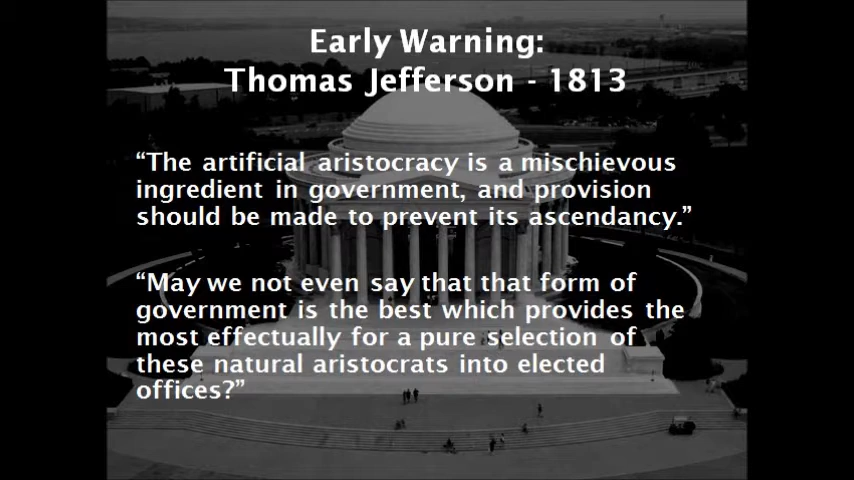 Early Warning:
Thomas Jefferson - 1813
“The artificial aristocracy is a mischievous
ingredient in government, and provision
should be made to prevent its ascendancy.”
“May we not even say that that form of
government is the best which provides the
most effectually for a pure selection of
these natural aristocrats into elected
offices?”